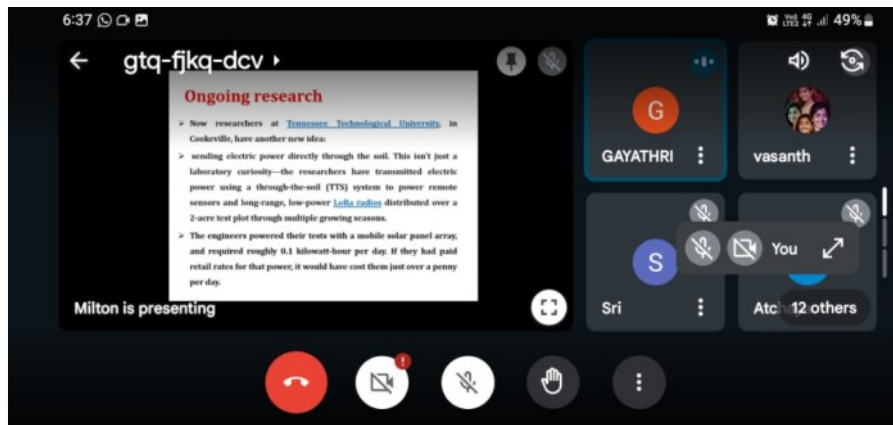 6:37
49%
gtq-fjkq-dcv
Ongoing research
Now researchers at Tennessee Technological University, in
Cookeville, have another new idea:
sending electric power directly through the soil. This isn't just a
laboratory curiosity—the researchers have transmitted electric
power using a through-the-soil (TTS) system to power remote
sensors and long-range, low-power LoRa radios distributed over a
2-acre test plot through multiple growing seasons.
The engineers powered their tests with a mobile solar panel array,
and required roughly 0.1 kilowatt-hour per day. If they had paid
retail rates for that power, it would have cost them just over a penny
per day.
Milton is presenting
G
GAYATHRI
vasanth
S
Sri
You
12 others